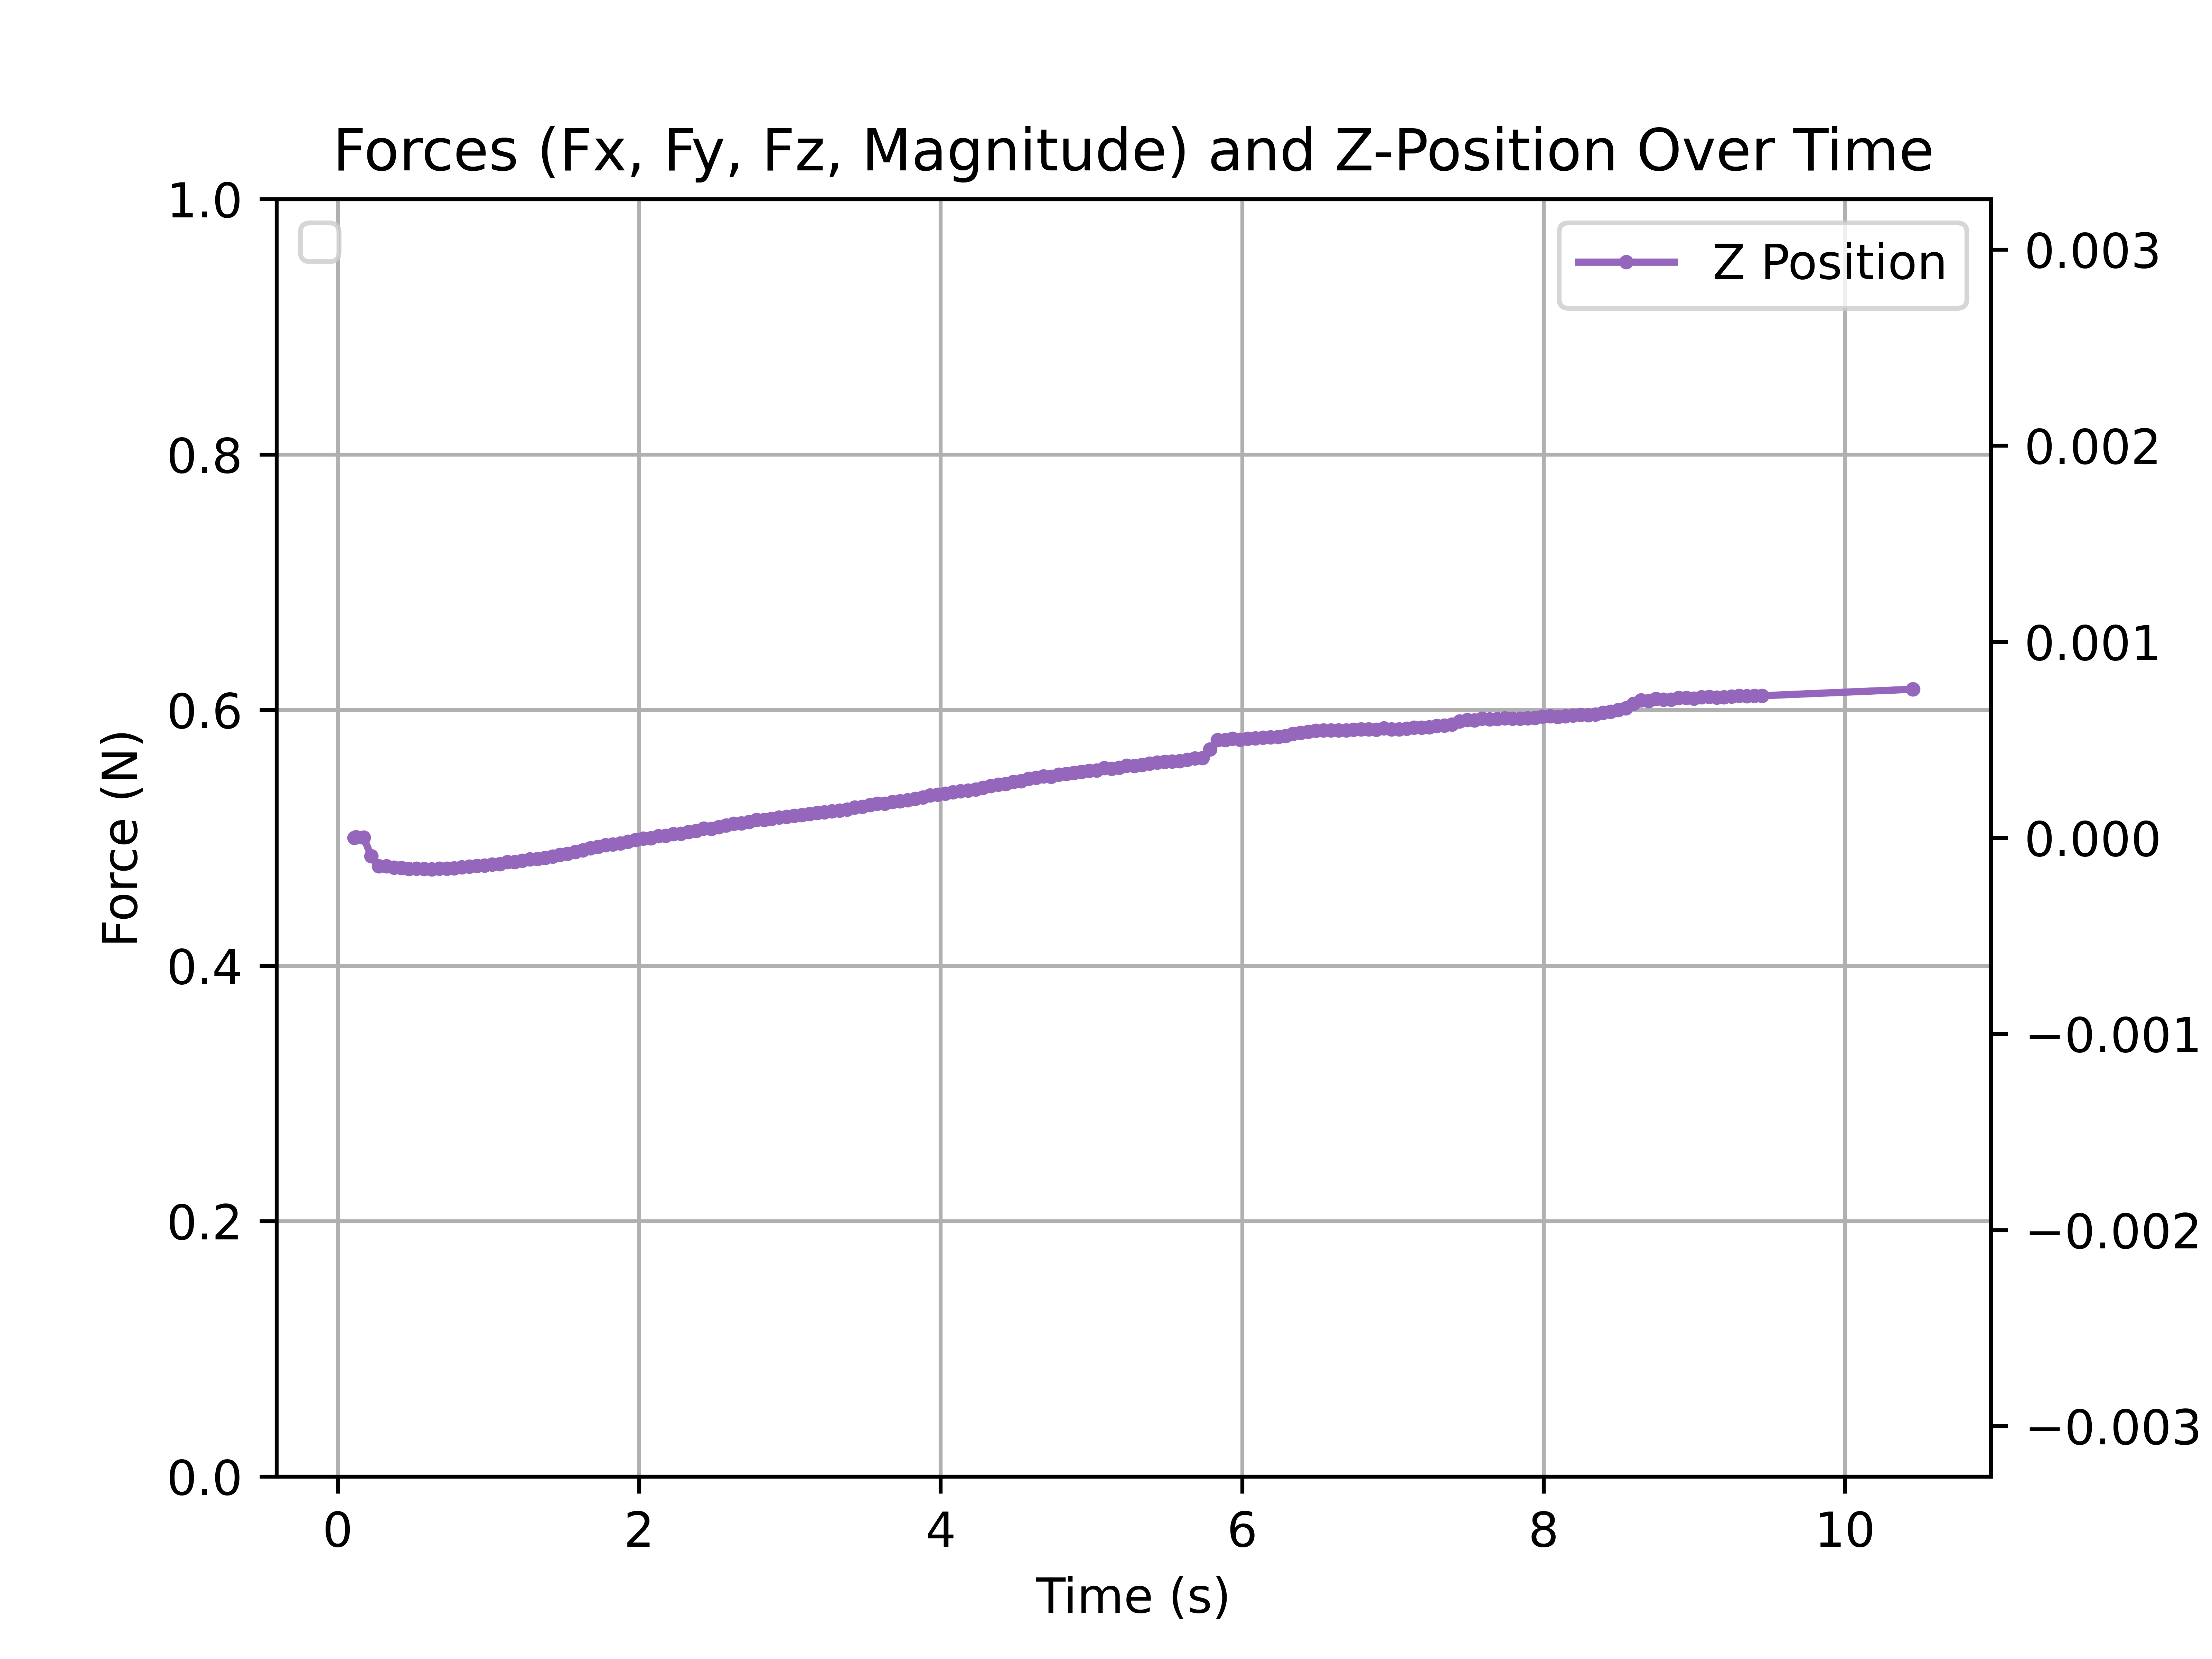 Forces (Fx, Fy, Fz, Magnitude) and Z-Position Over Time
Z Position
1.0
0.8
0.6
0.4
0.2
0.0
Force (N)
0.003
0.002
0.001
0.000
−0.001
−0.002
−0.003
0 2 4 6 8 10
Time (s)